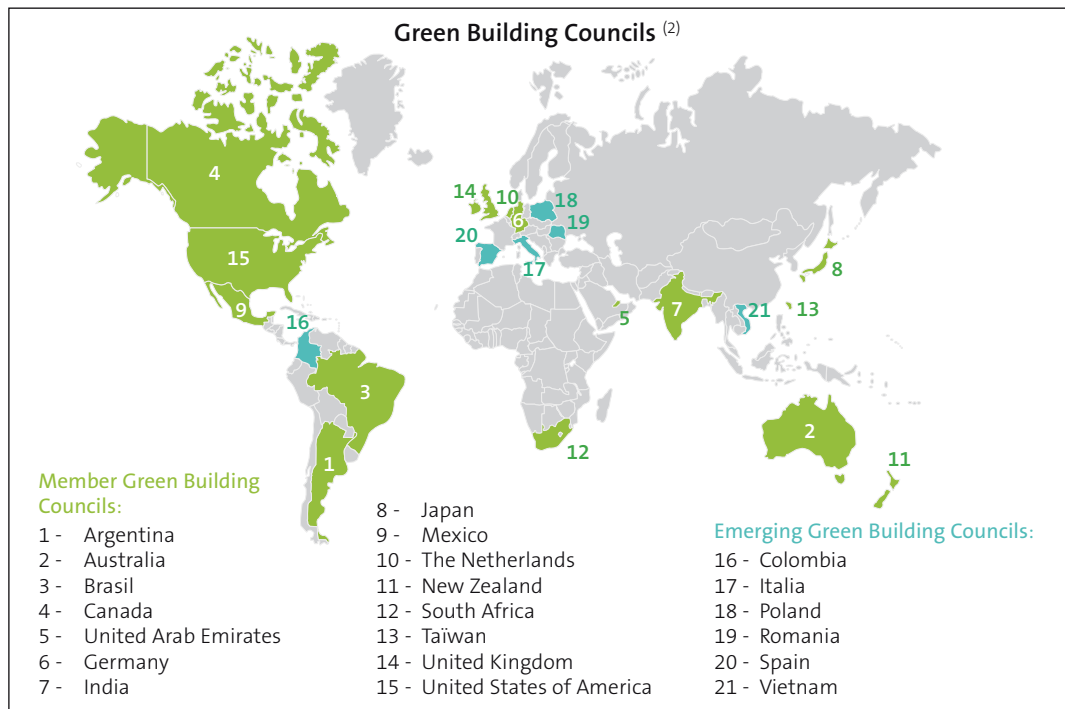 Green Building Councils (2)
4
14
10
18
6
19
20
15
17
8
9
16
5
7
21
13
3
2
12
11
1
Member Green Building
Councils:
1 - Argentina
2 - Australia
3 - Brasil
4 - Canada
5 - United Arab Emirates
6 - Germany
7 - India
8 - Japan
9 - Mexico
10 - The Netherlands
11 - New Zealand
12 - South Africa
13 - Taïwan
14 - United Kingdom
15 - United States of America
Emerging Green Building Councils:
16 - Colombia
17 - Italia
18 - Poland
19 - Romania
20 - Spain
21 - Vietnam